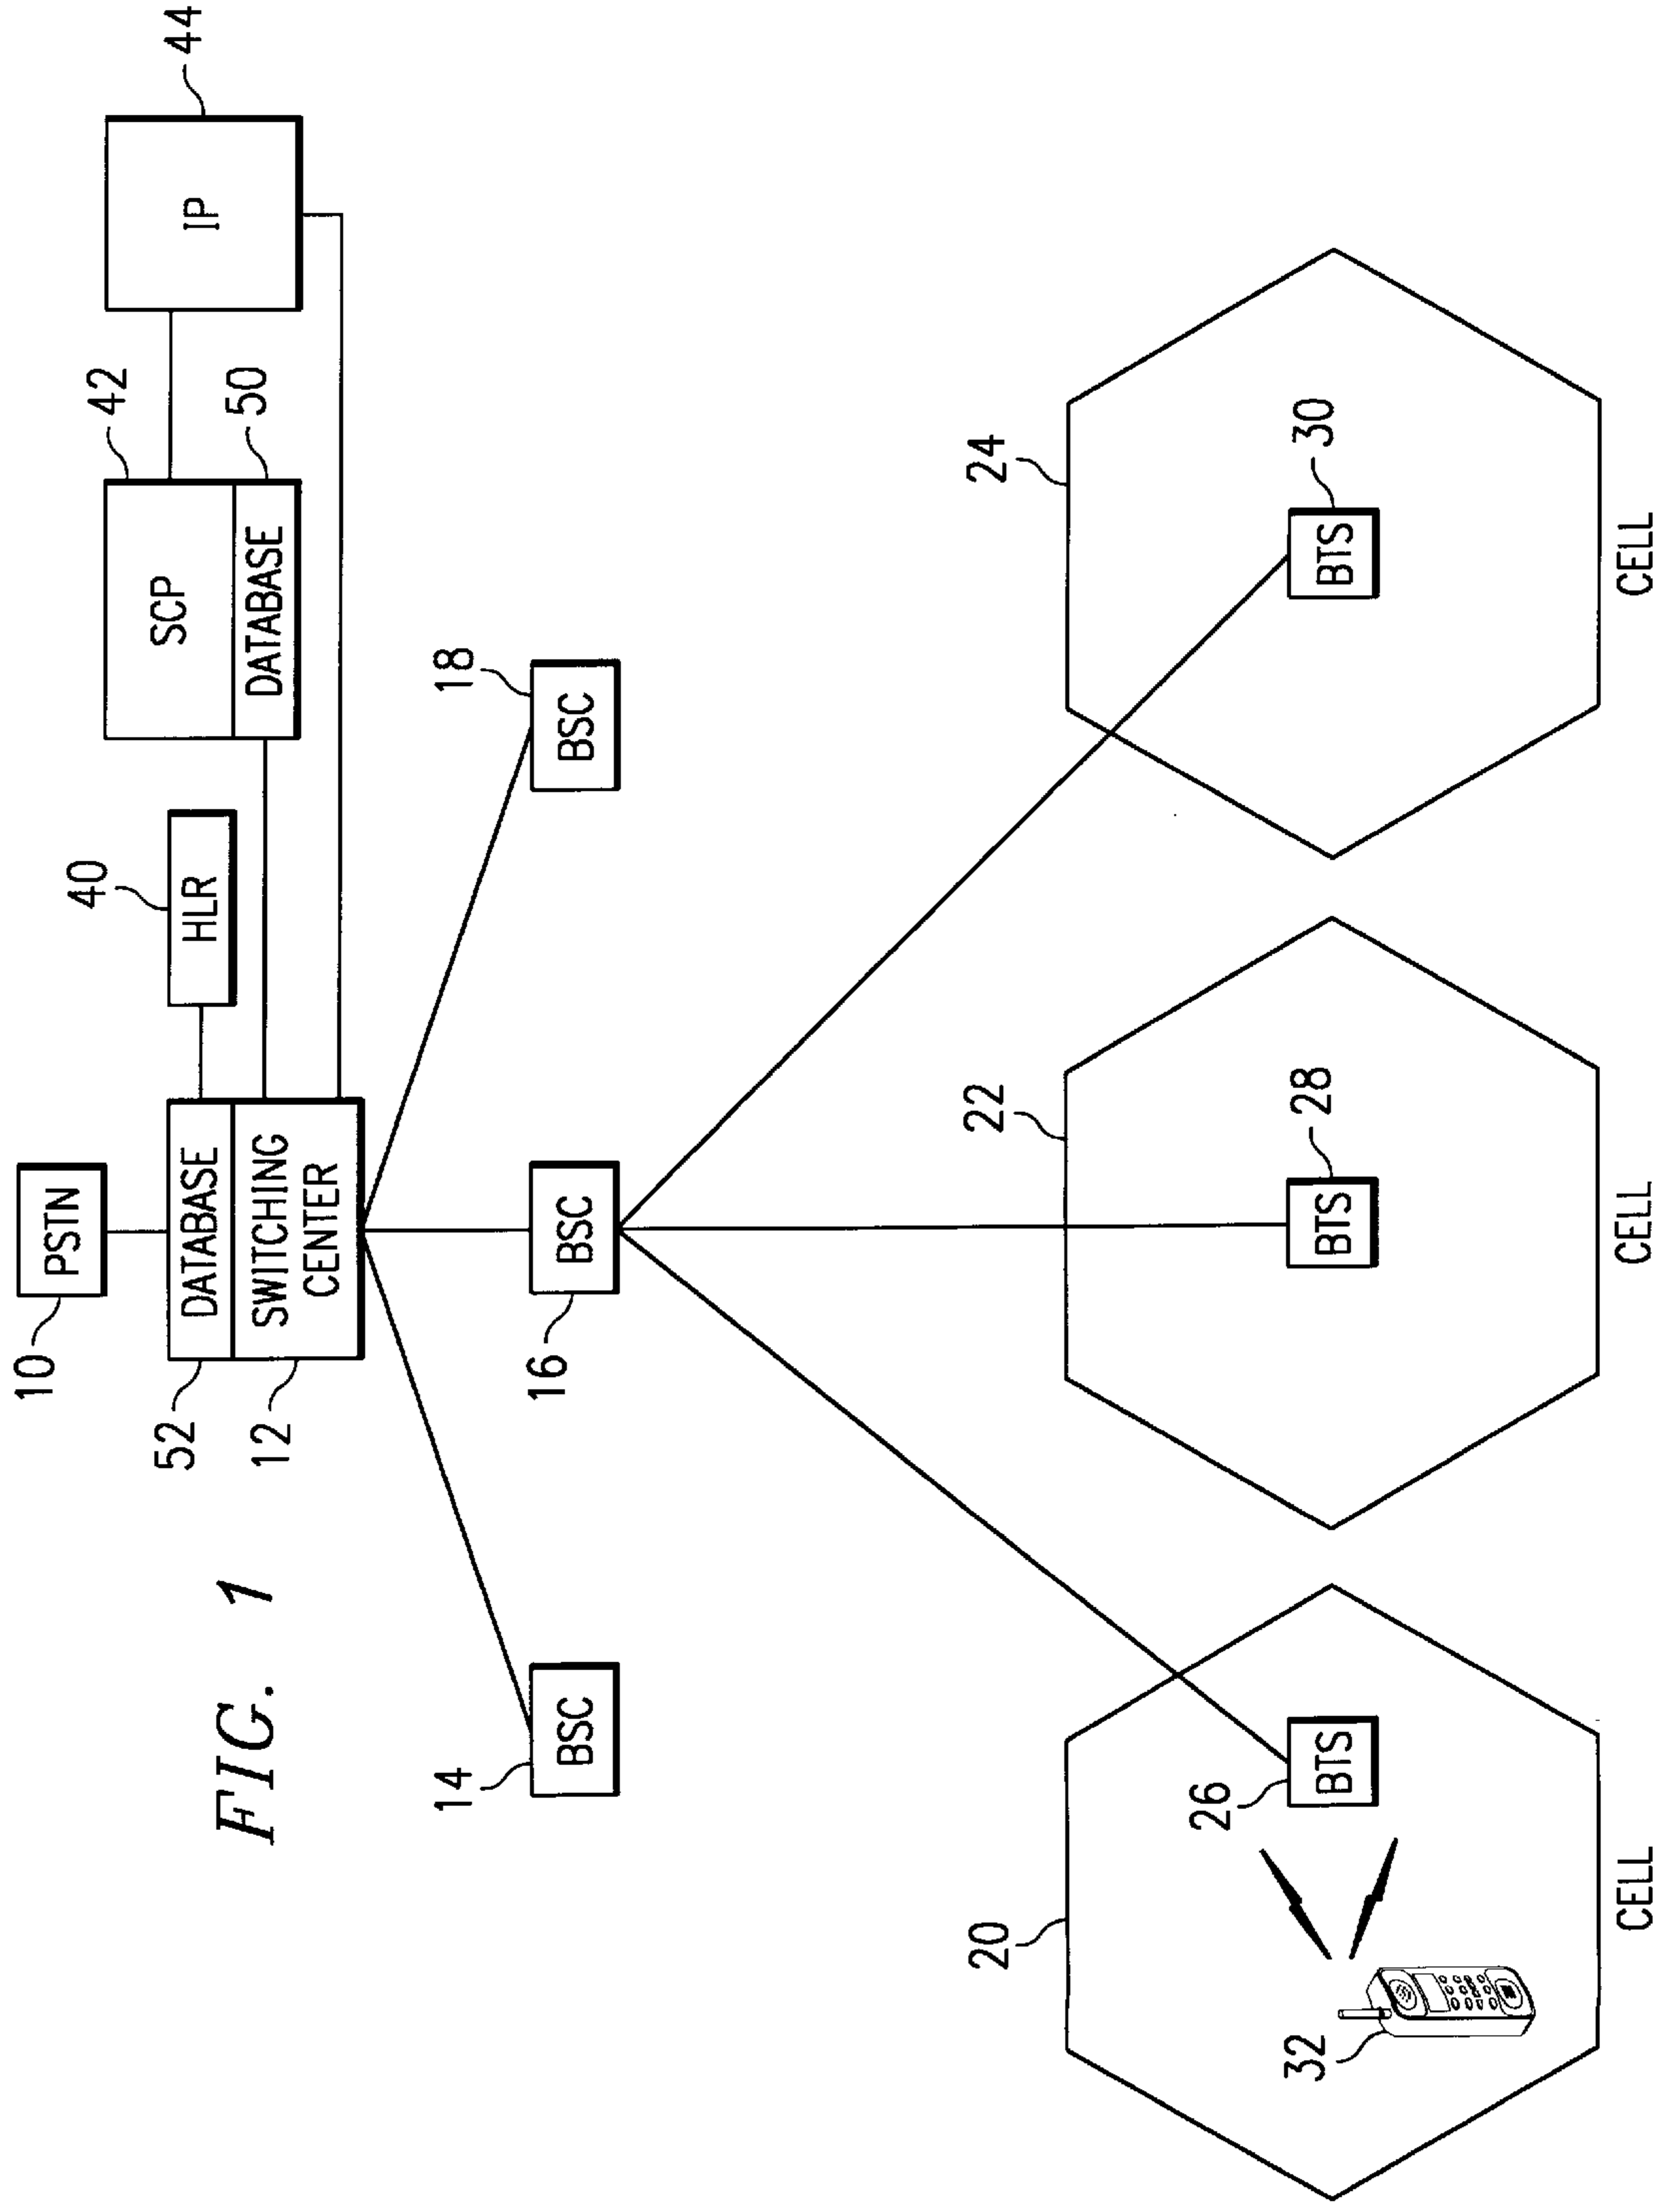 FIG. 1
10
PSTN
52
DATABASE
12
SWITCHING
CENTER
40
HLR
42
SCP
50
DATABASE
44
IP
14
BSC
16
BSC
18
BSC
20
26
BTS
32
CELL
22
28
BTS
CELL
24
30
BTS
CELL